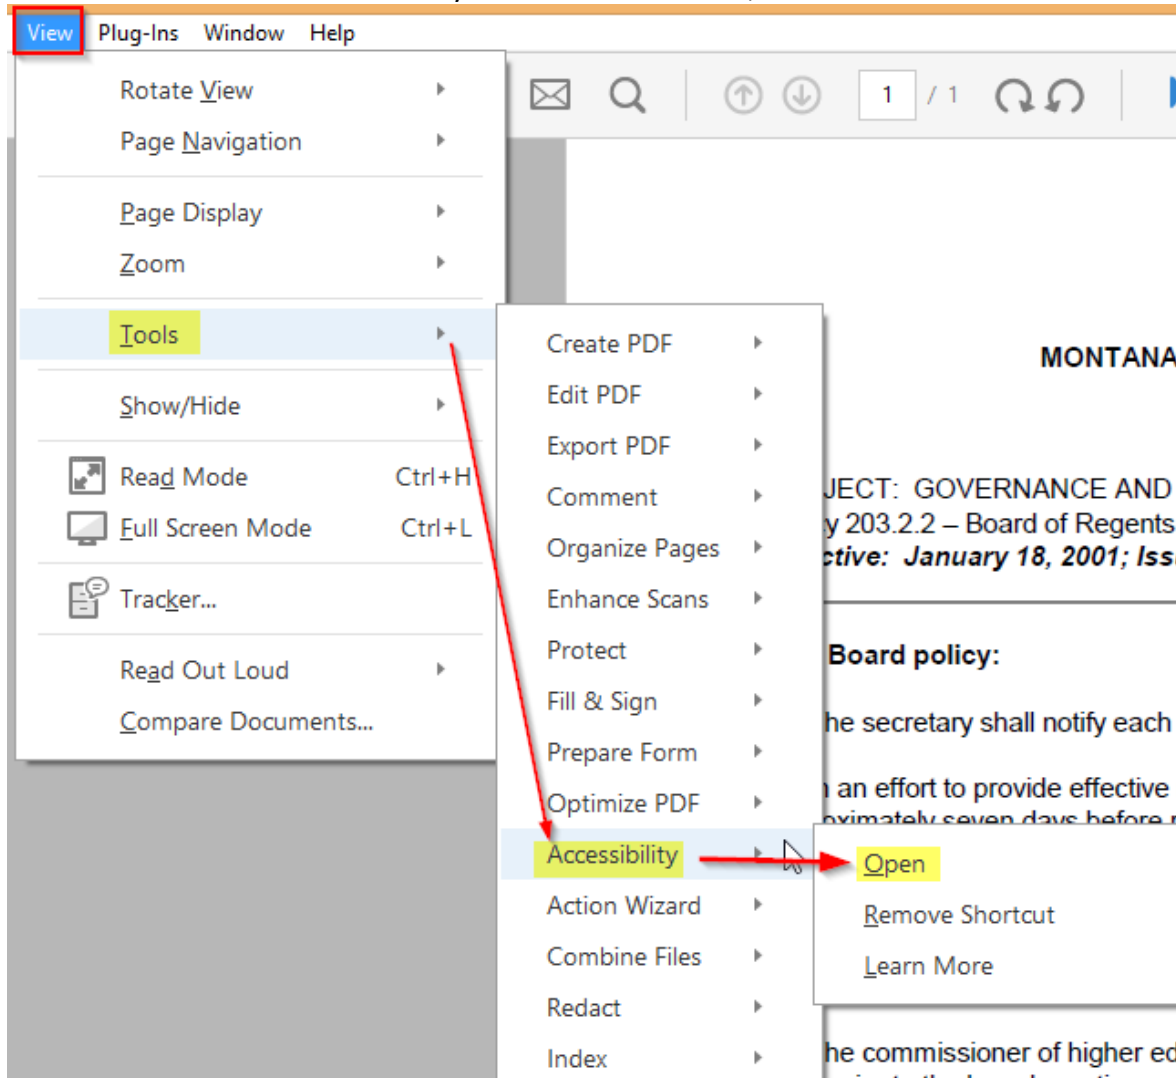 View Plug-Ins Window Help
Rotate View
Page Navigation
Page Display
Zoom
Tools
Show/Hide
Read Mode Ctrl+H
Full Screen Mode Ctrl+L
Tracker...
Read Out Loud
Compare Documents...
1 / 1
Create PDF
Edit PDF
Export PDF
Comment
Organize Pages
Enhance Scans
Protect
Fill & Sign
Prepare Form
Optimize PDF
Accessibility
Action Wizard
Combine Files
Redact
Index
Open
Remove Shortcut
Learn More
MONTANA
JECT: GOVERNANCE AND
y 203.2.2 – Board of Regents
ctive: January 18, 2001; Iss
Board policy:
he secretary shall notify each
n an effort to provide effective
oximately seven days before
he commissioner of higher ed